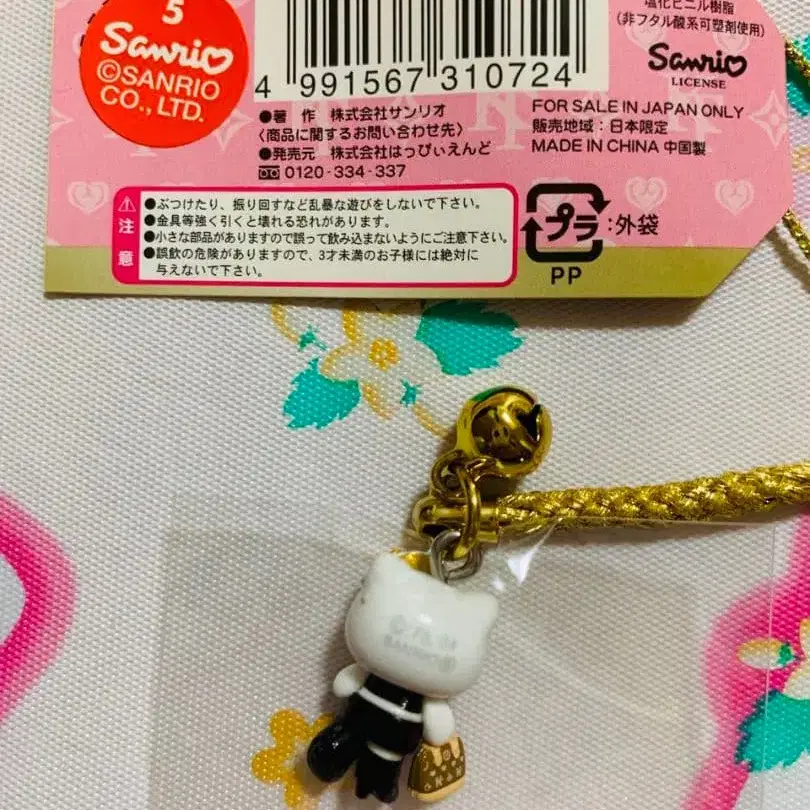 塩化ビニル樹脂
(非フタル酸系可塑剤使用)
5
Sanrio
©SANRIO
CO., LTD.
4 991567 310724
Sanrio
LICENSE
●著 作 株式会社サンリオ
〈商品に関するお問い合わせ先〉
●発売元 株式会社はっぴぃえんど
0120-334-337
FOR SALE IN JAPAN ONLY
販売地域：日本限定
MADE IN CHINA 中国製
注意
●ぶつけたり、振り回すなど乱暴な遊びをしないで下さい。
●金具等強く引くと壊れる恐れがあります。
●小さな部品がありますので誤って飲み込まないようにご注意下さい。
●誤飲の危険がありますので、3才未満のお子様には絶対に
与えないで下さい。
プラ
：外袋
PP